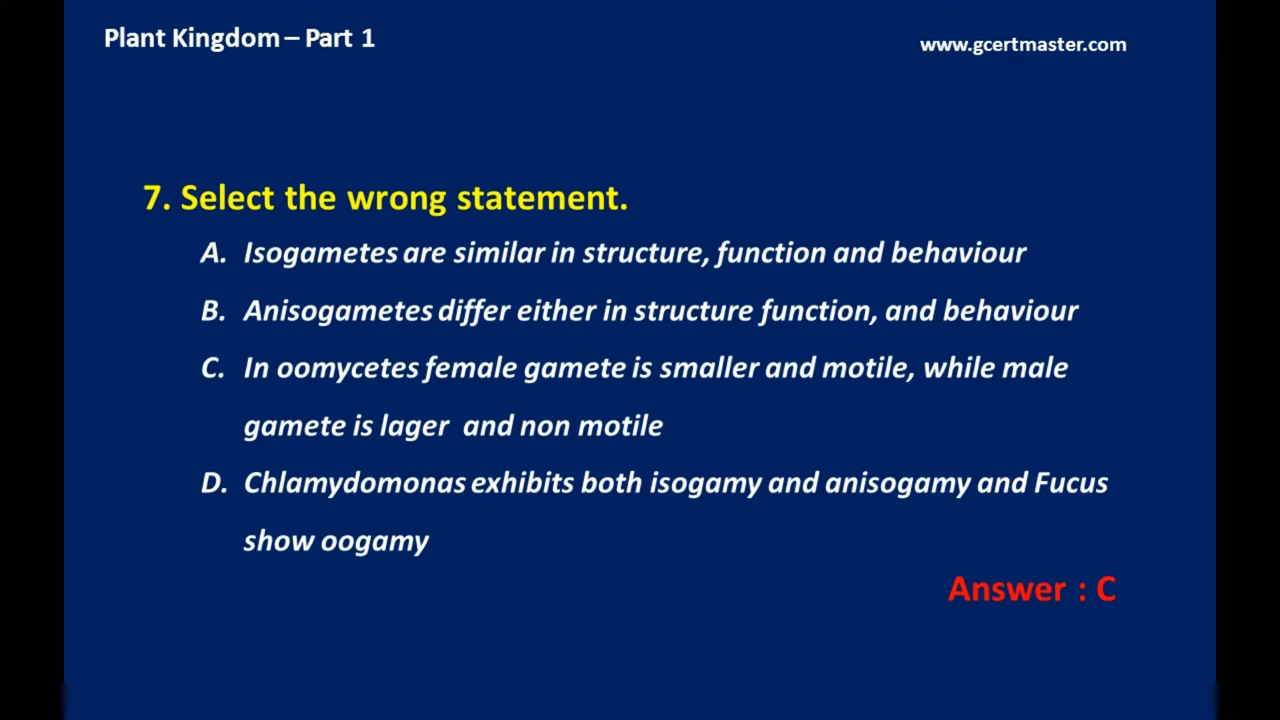 Plant Kingdom – Part 1
www.gcertmaster.com
7. Select the wrong statement.
A. Isogametes are similar in structure, function and behaviour
B. Anisogametes differ either in structure function, and behaviour
C. In oomycetes female gamete is smaller and motile, while male
gamete is lager and non motile
D. Chlamydomonas exhibits both isogamy and anisogamy and Fucus
show oogamy
Answer : C